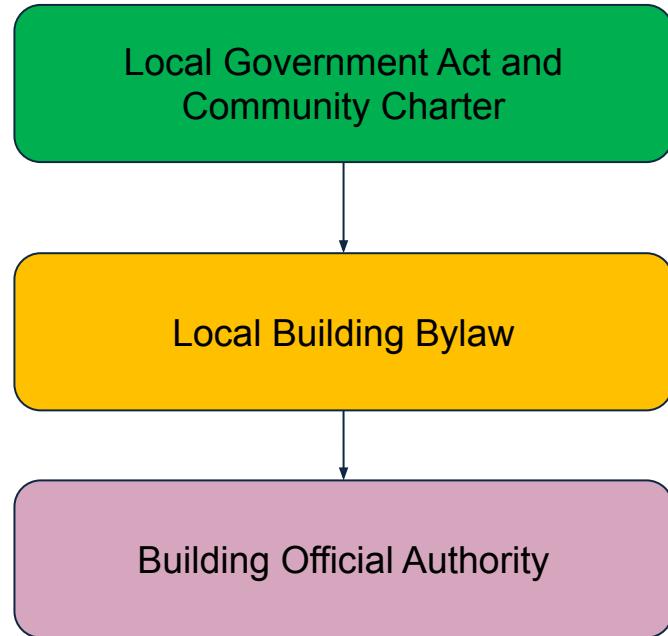 Local Government Act and
Community Charter
Local Building Bylaw
Building Official Authority